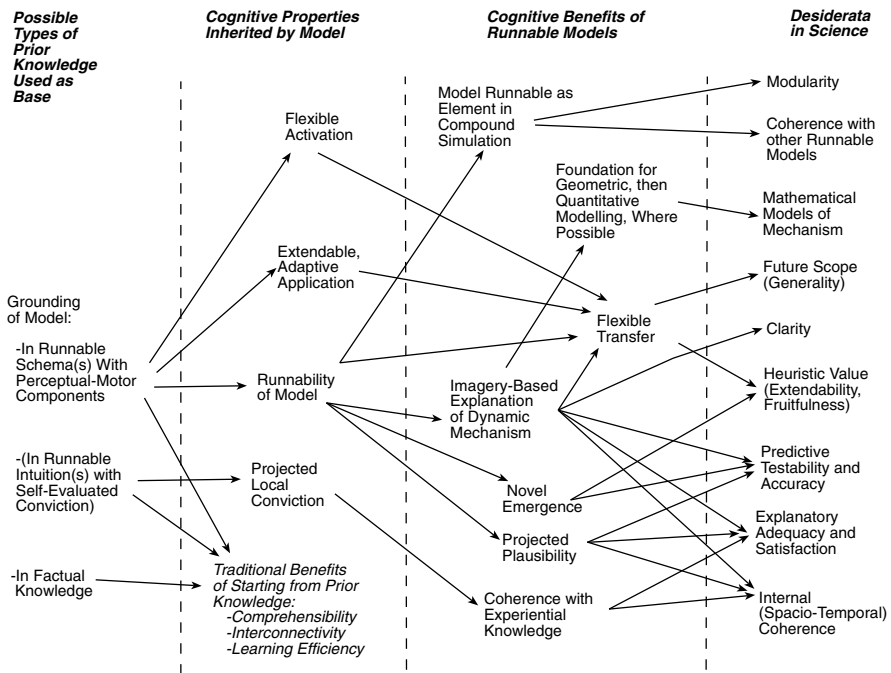 Possible
Types of
Prior
Knowledge
Used as
Base
Cognitive Properties
Inherited by Model
Cognitive Benefits of
Runnable Models
Desiderata
in Science
Grounding
of Model:
-In Runnable
Schema(s) With
Perceptual-Motor
Components
-(In Runnable
Intuition(s) with
Self-Evaluated
Conviction)
-In Factual
Knowledge
Flexible
Activation
Extendable,
Adaptive
Application
Runnability
of Model
Projected
Local
Conviction
Traditional Benefits
of Starting from Prior
Knowledge:
-Comprehensibility
-Interconnectivity
-Learning Efficiency
Model Runnable as
Element in
Compound
Simulation
Foundation for
Geometric, then
Quantitative
Modelling, Where
Possible
Flexible
Transfer
Imagery-Based
Explanation
of Dynamic
Mechanism
Novel
Emergence
Projected
Plausibility
Coherence with
Experiential
Knowledge
Modularity
Coherence with
other Runnable
Models
Mathematical
Models of
Mechanism
Future Scope
(Generality)
Clarity
Heuristic Value
(Extendability,
Fruitfulness)
Predictive
Testability and
Accuracy
Explanatory
Adequacy and
Satisfaction
Internal
(Spacio-Temporal)
Coherence